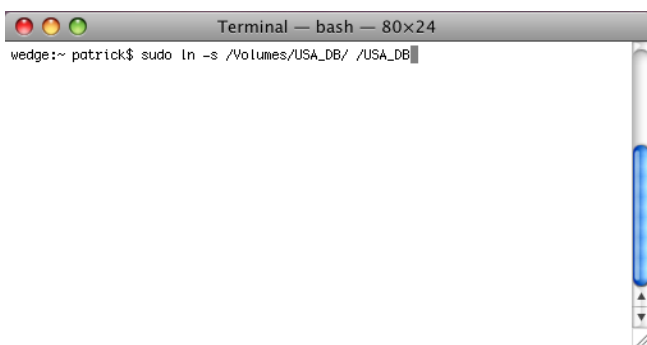 Terminal — bash — 80×24
wedge:~ patrick$ sudo ln -s /Volumes/USA_DB/ /USA_DB